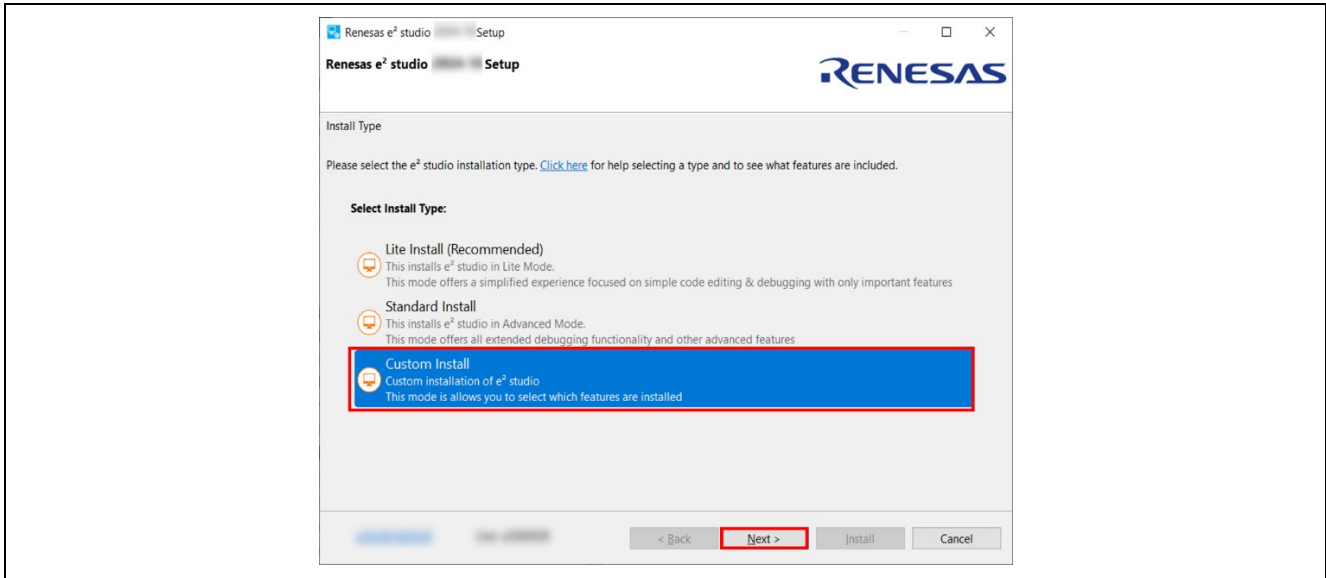 Renesas e² studio Setup
Renesas e² studio Setup
RENESAS
Install Type
Please select the e² studio installation type. Click here for help selecting a type and to see what features are included.
Select Install Type:
Lite Install (Recommended)
This installs e² studio in Lite Mode.
This mode offers a simplified experience focused on simple code editing & debugging with only important features
Standard Install
This installs e² studio in Advanced Mode.
This mode offers all extended debugging functionality and other advanced features
Custom Install
Custom installation of e² studio
This mode is allows you to select which features are installed
< Back Next > Install Cancel